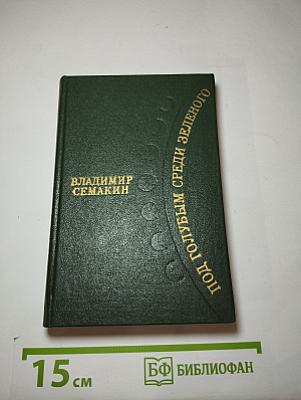 ВЛАДИМИР
СЕМАКИН
ПОД ГОЛУБЫМ СРЕДИ ЗЕЛЕНОГО
15 СМ
БФ БИБЛИОФАН